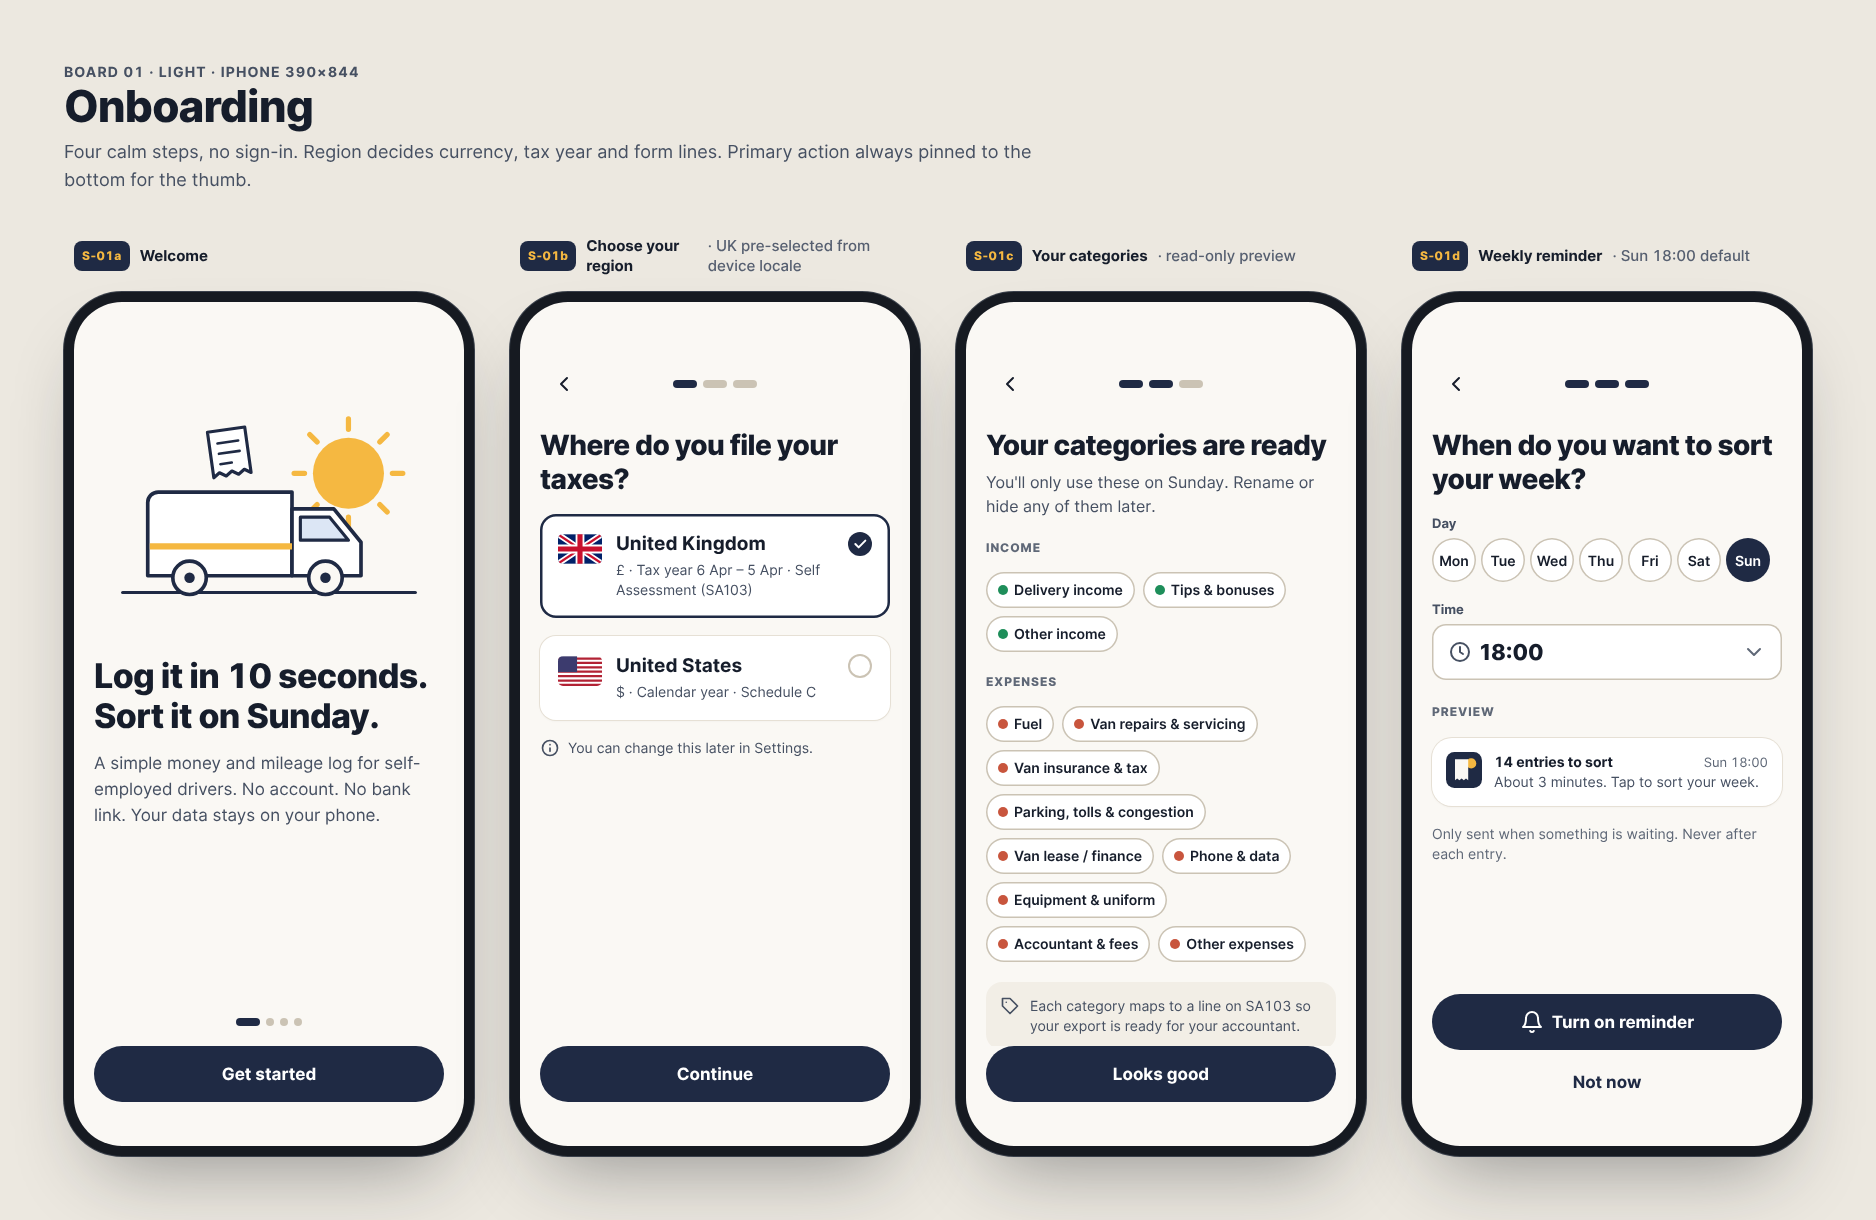 BOARD 01 · LIGHT · IPHONE 390×844
Onboarding
Four calm steps, no sign-in. Region decides currency, tax year and form lines. Primary action always pinned to the
bottom for the thumb.
S-01a Welcome
Log it in 10 seconds.
Sort it on Sunday.
A simple money and mileage log for self-
employed drivers. No account. No bank
link. Your data stays on your phone.
Get started
S-01b Choose your
region
· UK pre-selected from
device locale
Where do you file your
taxes?
United Kingdom
£ · Tax year 6 Apr – 5 Apr · Self
Assessment (SA103)
United States
$ · Calendar year · Schedule C
You can change this later in Settings.
Continue
S-01c Your categories · read-only preview
Your categories are ready
You'll only use these on Sunday. Rename or
hide any of them later.
INCOME
Delivery income Tips & bonuses
Other income
EXPENSES
Fuel Van repairs & servicing
Van insurance & tax
Parking, tolls & congestion
Van lease / finance Phone & data
Equipment & uniform
Accountant & fees Other expenses
Each category maps to a line on SA103 so
your export is ready for your accountant.
Looks good
S-01d Weekly reminder · Sun 18:00 default
When do you want to sort
your week?
Day
Mon Tue Wed Thu Fri Sat Sun
Time
18:00
PREVIEW
14 entries to sort Sun 18:00
About 3 minutes. Tap to sort your week.
Only sent when something is waiting. Never after
each entry.
Turn on reminder
Not now